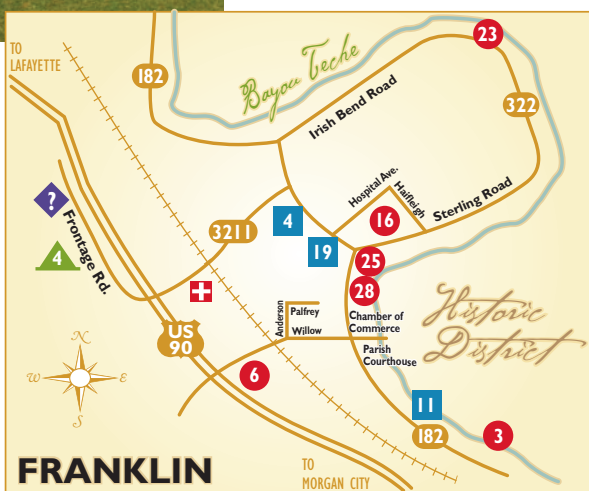 TO
LAFAYETTE
182
Bayou Teche
23
322
Irish Bend Road
Hospital Ave.
Haifleigh
Sterling Road
?
Frontage Rd.
4
3211
4
16
19
25
28
Historic
District
Chamber of
Commerce
Anderson
Palfrey
Willow
Parish
Courthouse
US
90
N
W
E
S
6
11
182
3
FRANKLIN
TO
MORGAN CITY